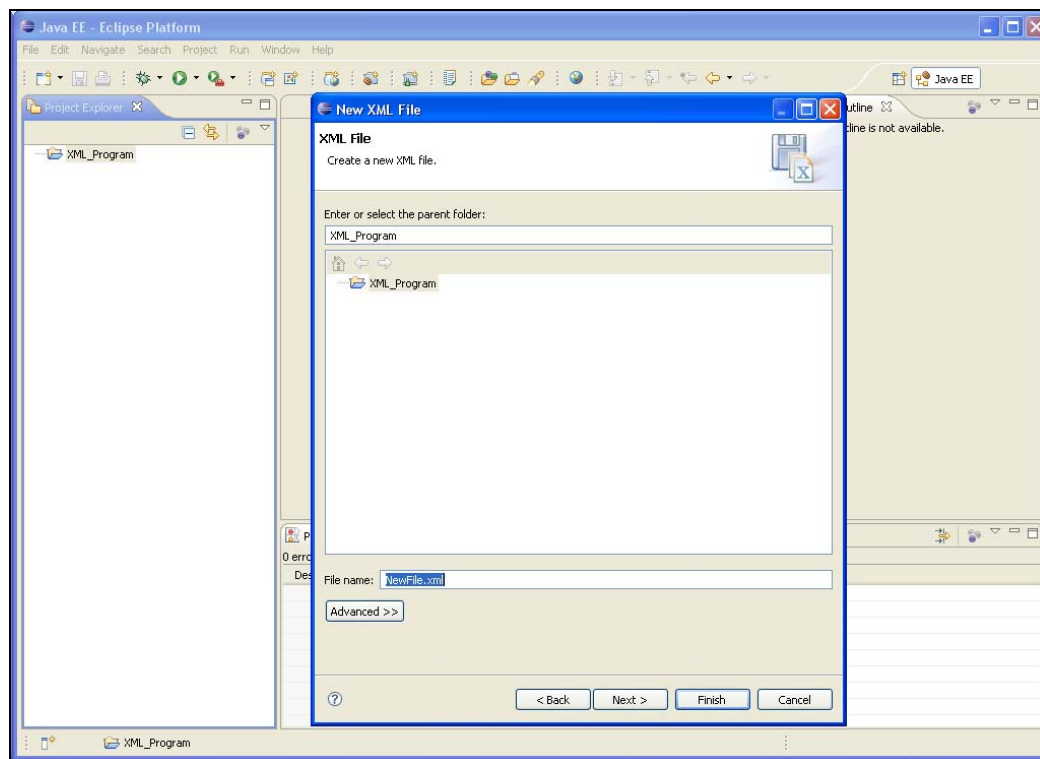 Java EE - Eclipse Platform
File Edit Navigate Search Project Run Window Help
Java EE
Project Explorer
XML_Program
New XML File
XML File
Create a new XML file.
Enter or select the parent folder:
XML_Program
XML_Program
File name: NewFile.xml
Advanced >>
< Back Next > Finish Cancel
utline
tline is not available.
P
0 erro
Des
XML_Program